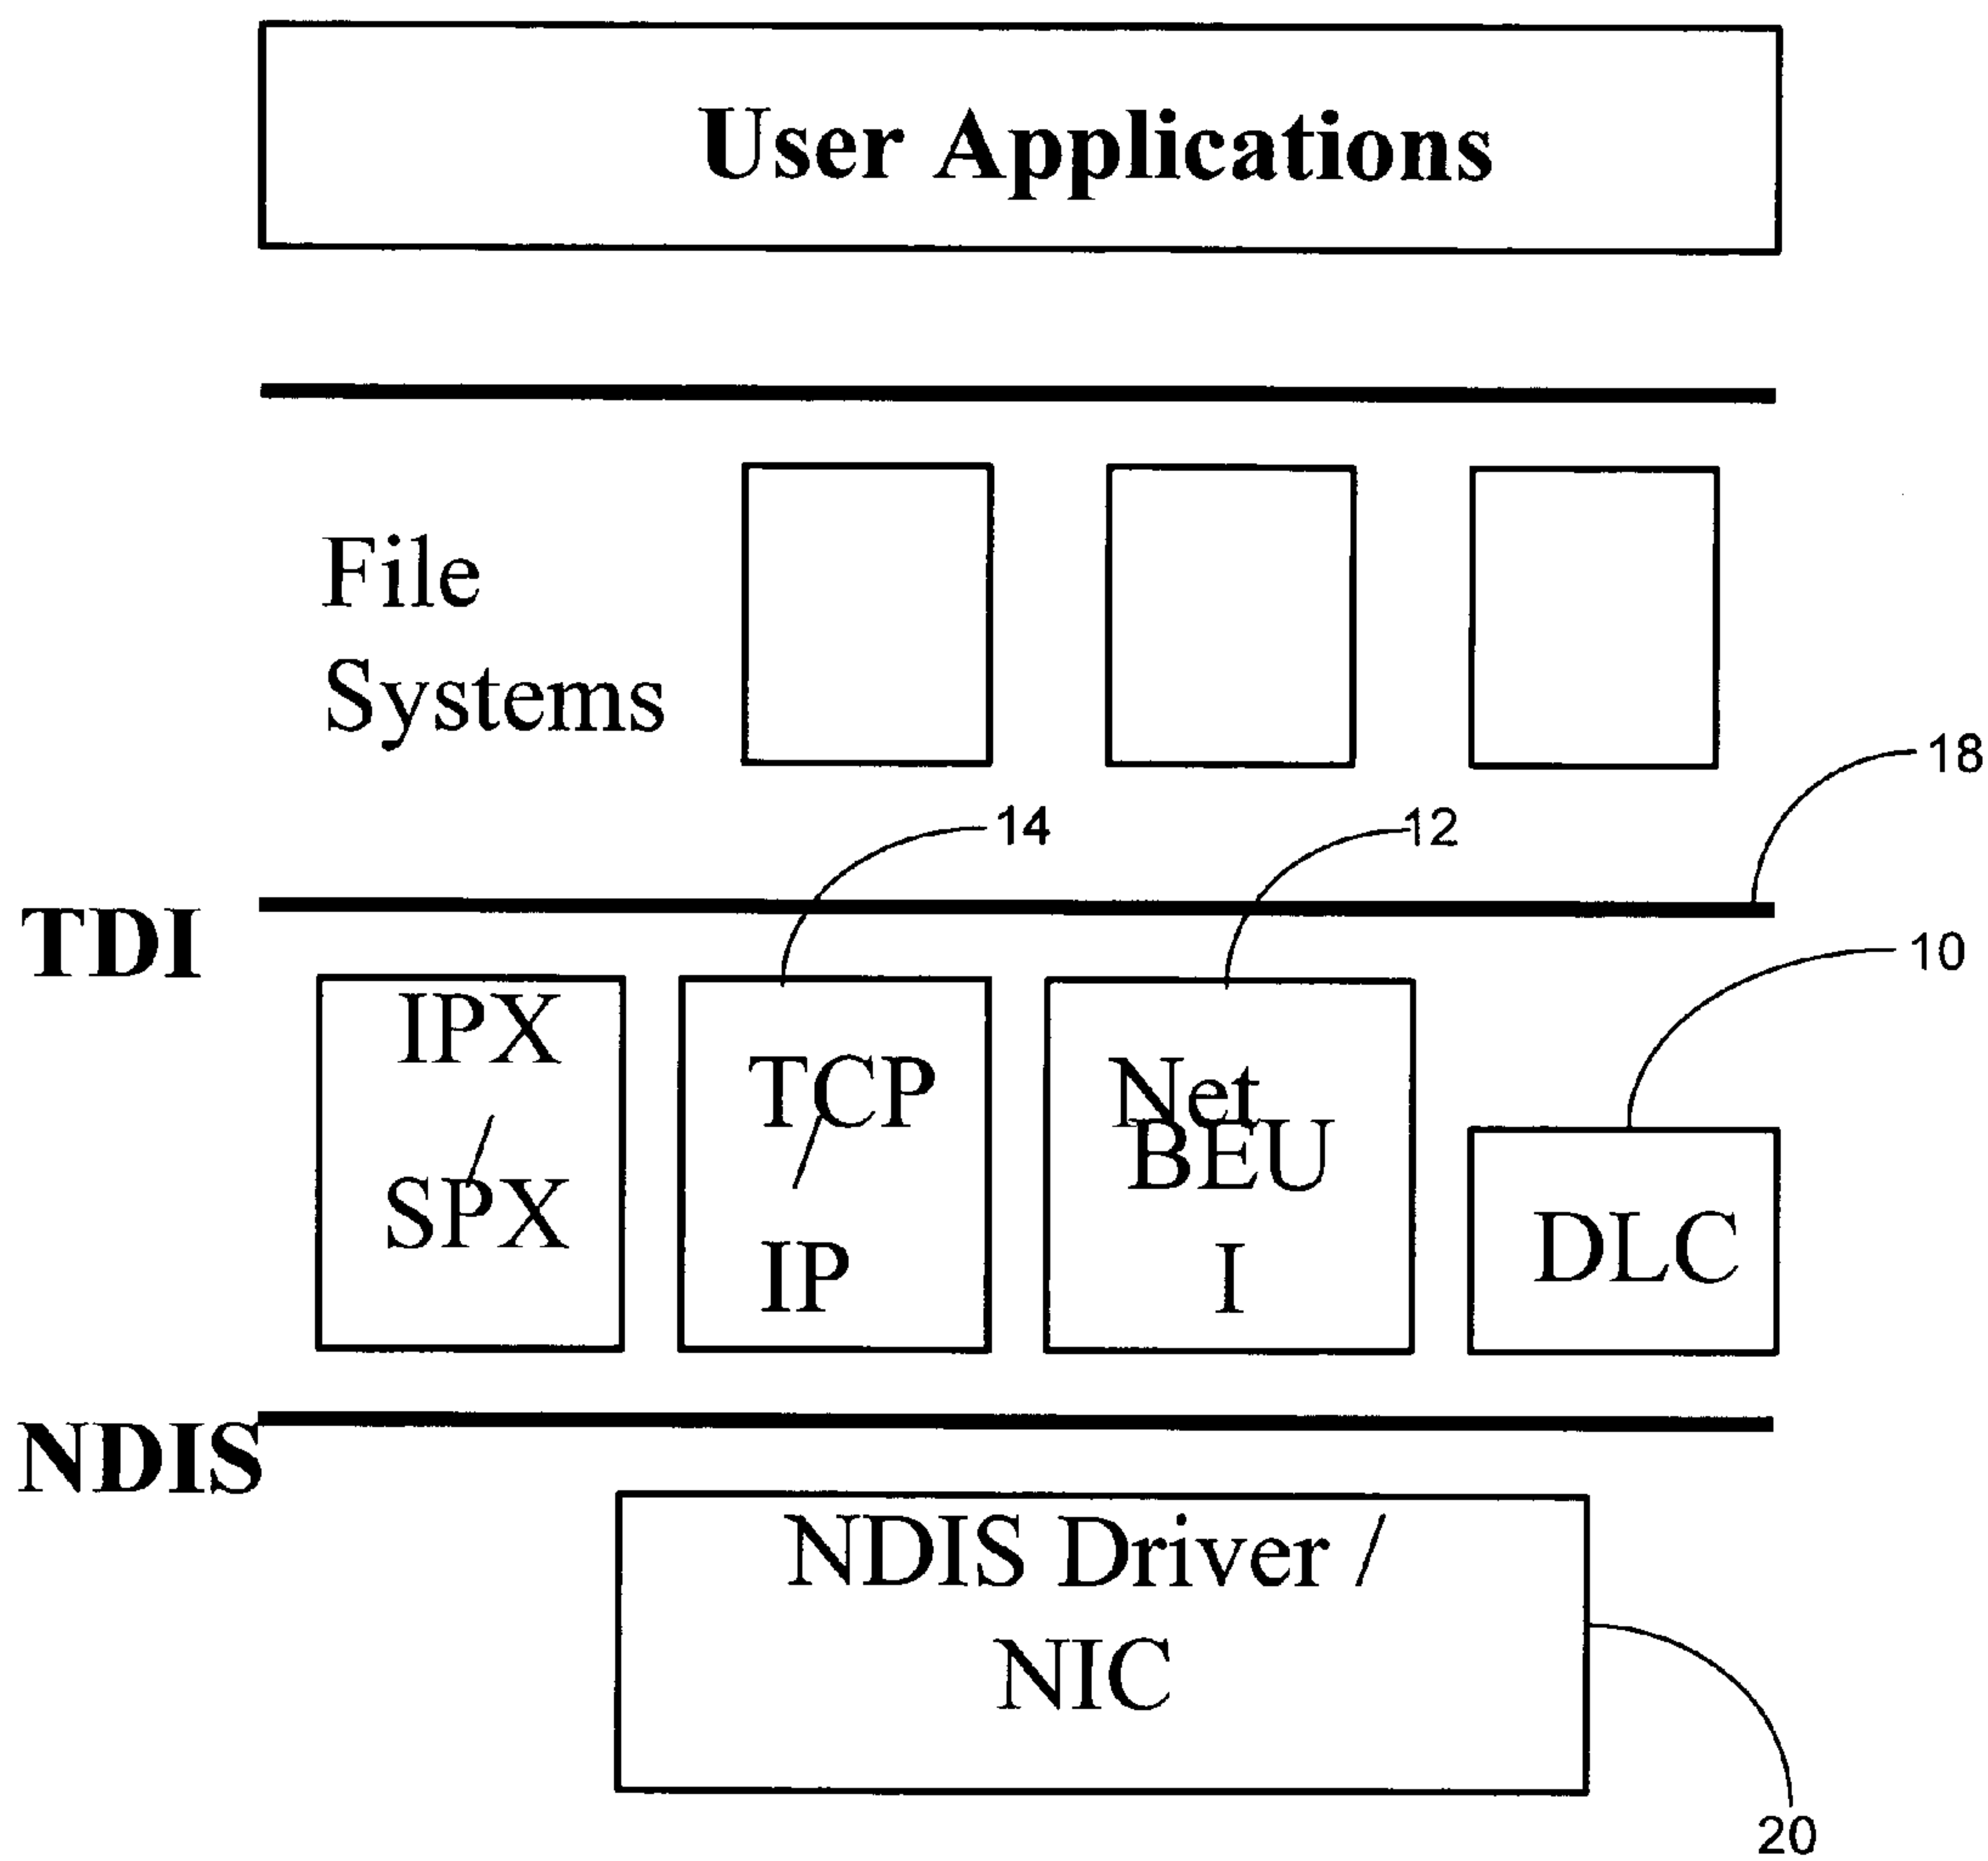 User Applications
File
Systems
18
14
12
TDI
10
IPX
/
SPX
TCP
/
IP
Net
BEU
I
DLC
NDIS
NDIS Driver /
NIC
20